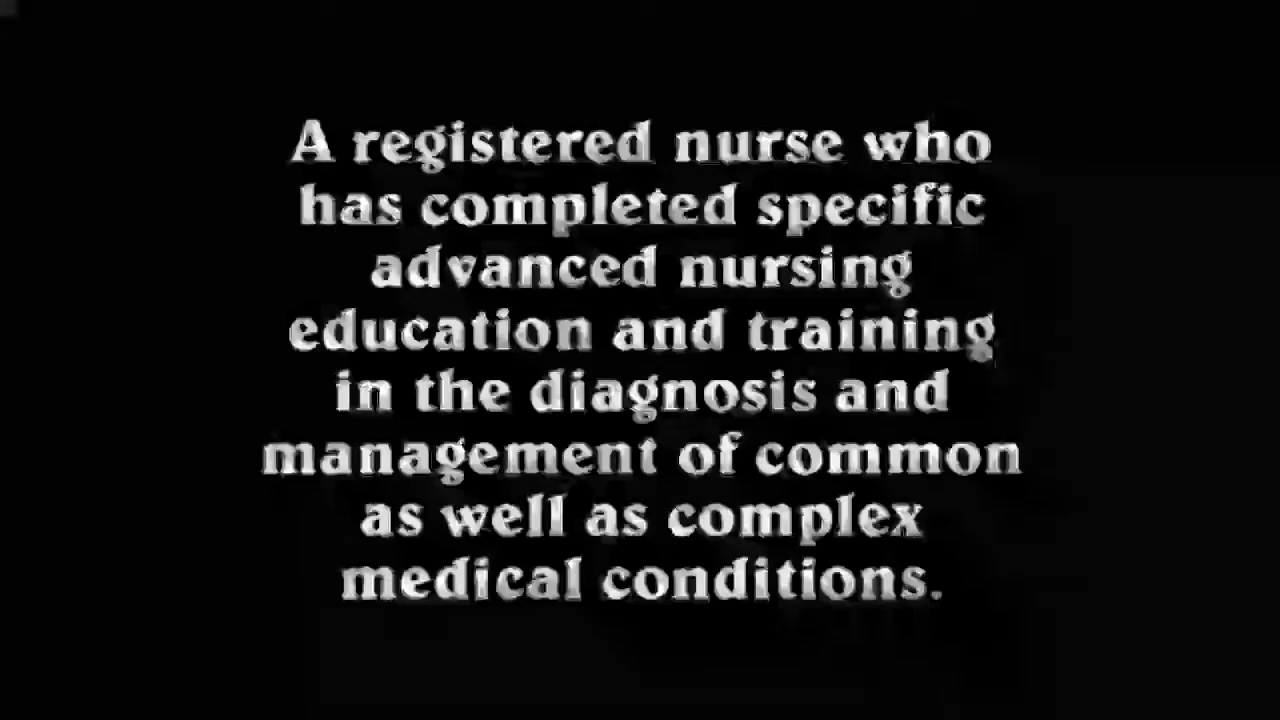 A registered nurse who
has completed specific
advanced nursing
education and training
in the diagnosis and
management of common
as well as complex
medical conditions.